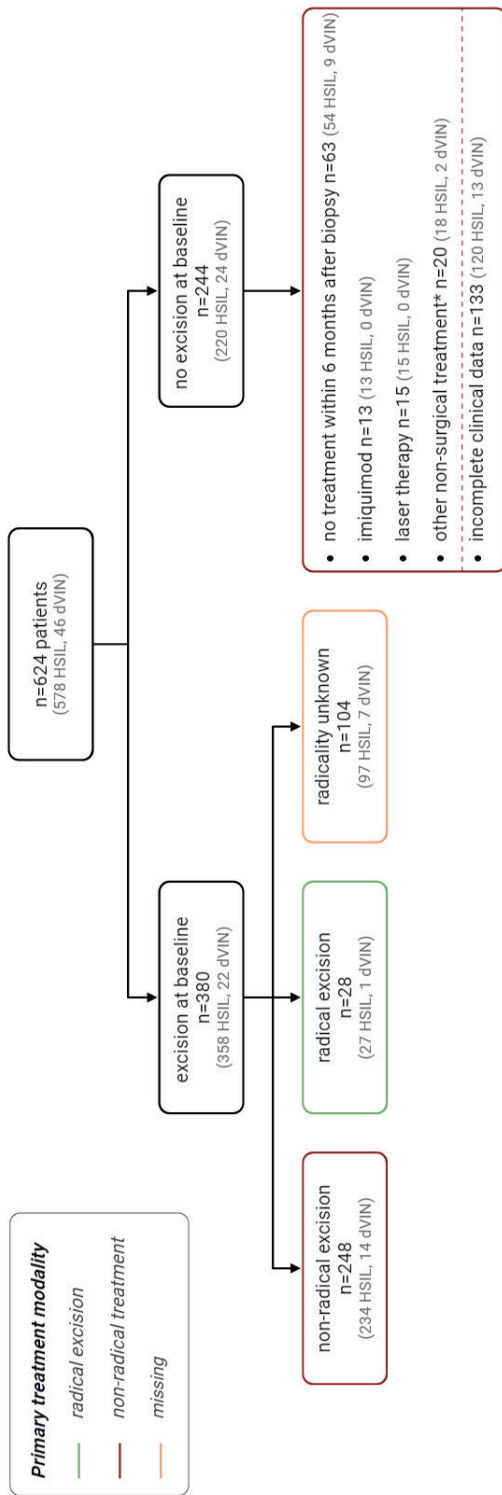 Primary treatment modality
radical excision
non-radical treatment
missing
n=624 patients
(578 HSIL, 46 dVIN)
excision at baseline
n=380
(358 HSIL, 22 dVIN)
no excision at baseline
n=244
(220 HSIL, 24 dVIN)
non-radical excision
n=248
(234 HSIL, 14 dVIN)
radical excision
n=28
(27 HSIL, 1 dVIN)
radicality unknown
n=104
(97 HSIL, 7 dVIN)
• no treatment within 6 months after biopsy n=63 (54 HSIL, 9 dVIN)
• imiquimod n=13 (13 HSIL, 0 dVIN)
• laser therapy n=15 (15 HSIL, 0 dVIN)
• other non-surgical treatment* n=20 (18 HSIL, 2 dVIN)
• incomplete clinical data n=133 (120 HSIL, 13 dVIN)